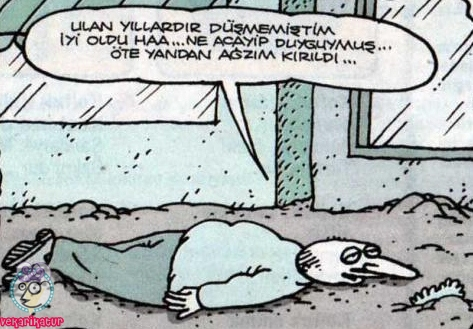 ULAN YILLARDIR DÜŞMEMİŞTİM
İYİ OLDU HAA...NE ACAYİP DUYGUYMUŞ...
ÖTE YANDAN AĞZIM KIRILDI...
vekarikatur